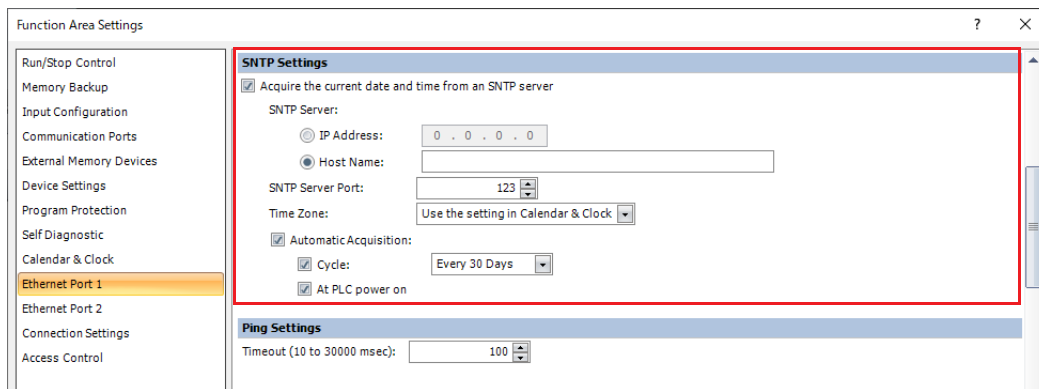 Function Area Settings
?
Run/Stop Control
Memory Backup
Input Configuration
Communication Ports
External Memory Devices
Device Settings
Program Protection
Self Diagnostic
Calendar & Clock
Ethernet Port 1
Ethernet Port 2
Connection Settings
Access Control
SNTP Settings
Acquire the current date and time from an SNTP server
SNTP Server:
IP Address: 0 . 0 . 0 . 0
Host Name:
SNTP Server Port: 123
Time Zone: Use the setting in Calendar & Clock
Automatic Acquisition:
Cycle: Every 30 Days
At PLC power on
Ping Settings
Timeout (10 to 30000 msec): 100